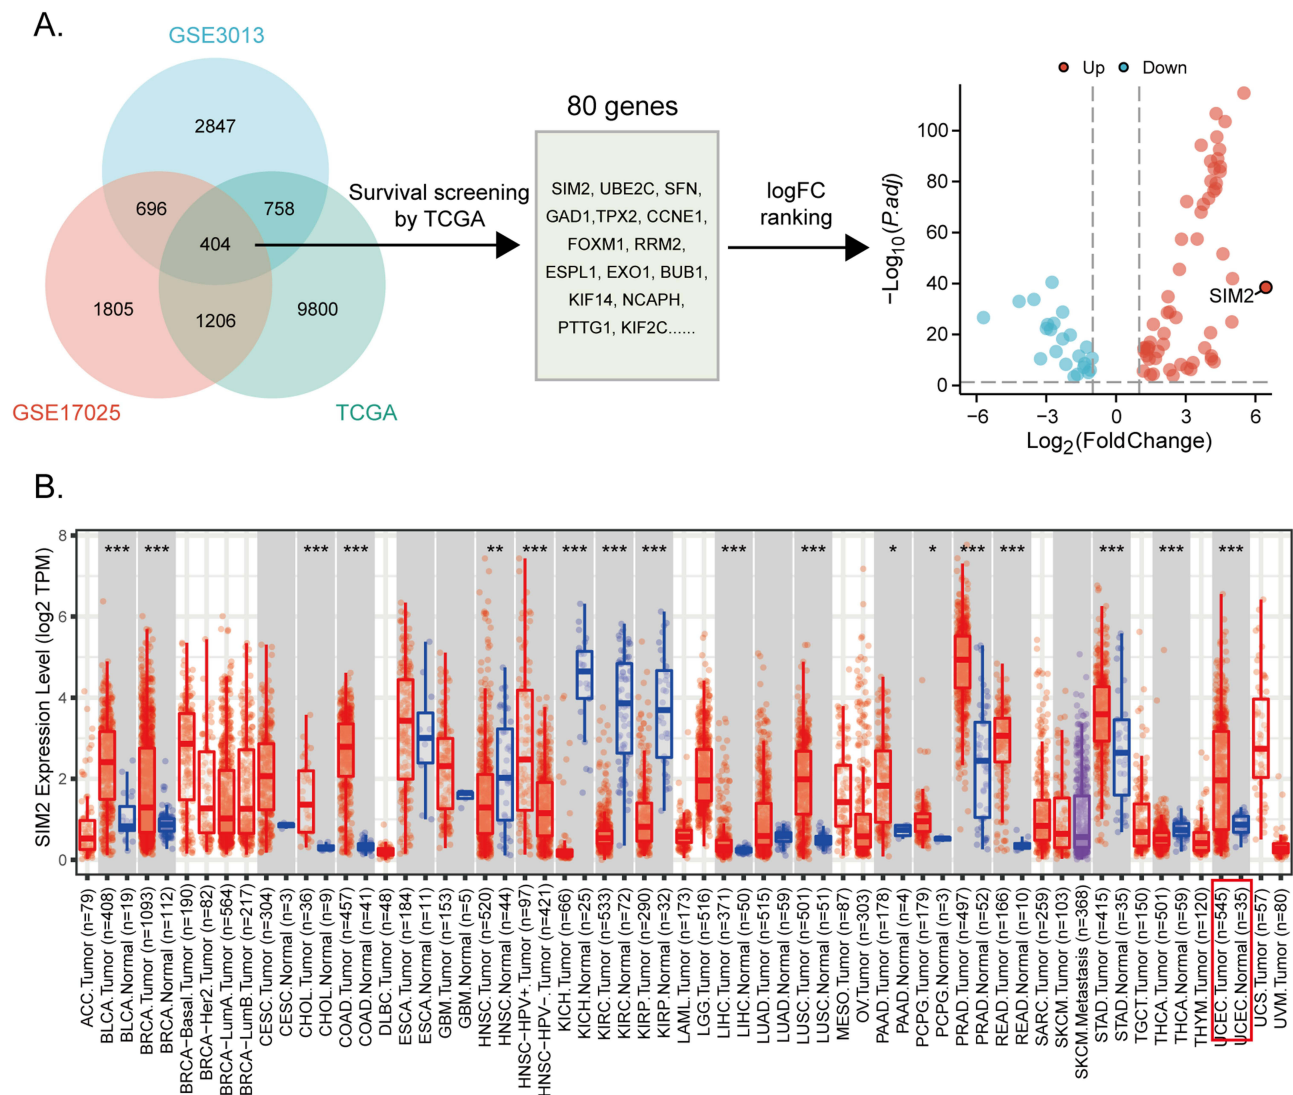 A.
GSE3013
2847
696
758
404
1805
1206
9800
GSE17025
TCGA
Survival screening
by TCGA
80 genes
SIM2, UBE2C, SFN,
GAD1,TPX2, CCNE1,
FOXM1, RRM2,
ESPL1, EXO1, BUB1,
KIF14, NCAPH,
PTTG1, KIF2C......
logFC
ranking
Up Down
−Log10(P.adj)
100
80
60
40
20
0
SIM2
−6 −3 0 3 6
Log2(FoldChange)
B.
SIM2 Expression Level (log2 TPM)
8
6
4
2
0
*** *** *** *** ** *** *** *** *** *** *** * * *** *** *** *** ***
ACC.Tumor (n=79)
BLCA.Tumor (n=408)
BLCA.Normal (n=19)
BRCA.Tumor (n=1093)
BRCA.Normal (n=112)
BRCA−Basal.Tumor (n=190)
BRCA−Her2.Tumor (n=82)
BRCA−LumA.Tumor (n=564)
BRCA−LumB.Tumor (n=217)
CESC.Tumor (n=304)
CESC.Normal (n=3)
CHOL.Tumor (n=36)
CHOL.Normal (n=9)
COAD.Tumor (n=457)
COAD.Normal (n=41)
DLBC.Tumor (n=48)
ESCA.Tumor (n=184)
ESCA.Normal (n=11)
GBM.Tumor (n=153)
GBM.Normal (n=5)
HNSC.Tumor (n=520)
HNSC.Normal (n=44)
HNSC−HPV+.Tumor (n=97)
HNSC−HPV−.Tumor (n=421)
KICH.Tumor (n=66)
KICH.Normal (n=25)
KIRC.Tumor (n=533)
KIRC.Normal (n=72)
KIRP.Tumor (n=290)
KIRP.Normal (n=32)
LAML.Tumor (n=173)
LGG.Tumor (n=516)
LIHC.Tumor (n=371)
LIHC.Normal (n=50)
LUAD.Tumor (n=515)
LUAD.Normal (n=59)
LUSC.Tumor (n=501)
LUSC.Normal (n=51)
MESO.Tumor (n=87)
OV.Tumor (n=303)
PAAD.Tumor (n=178)
PAAD.Normal (n=4)
PCPG.Tumor (n=179)
PCPG.Normal (n=3)
PRAD.Tumor (n=497)
PRAD.Normal (n=52)
READ.Tumor (n=166)
READ.Normal (n=10)
SARC.Tumor (n=259)
SKCM.Tumor (n=103)
SKCM.Metastasis (n=368)
STAD.Tumor (n=415)
STAD.Normal (n=35)
TGCT.Tumor (n=150)
THCA.Tumor (n=501)
THCA.Normal (n=59)
THYM.Tumor (n=120)
UCEC.Tumor (n=545)
UCEC.Normal (n=35)
UCS.Tumor (n=57)
UVM.Tumor (n=80)